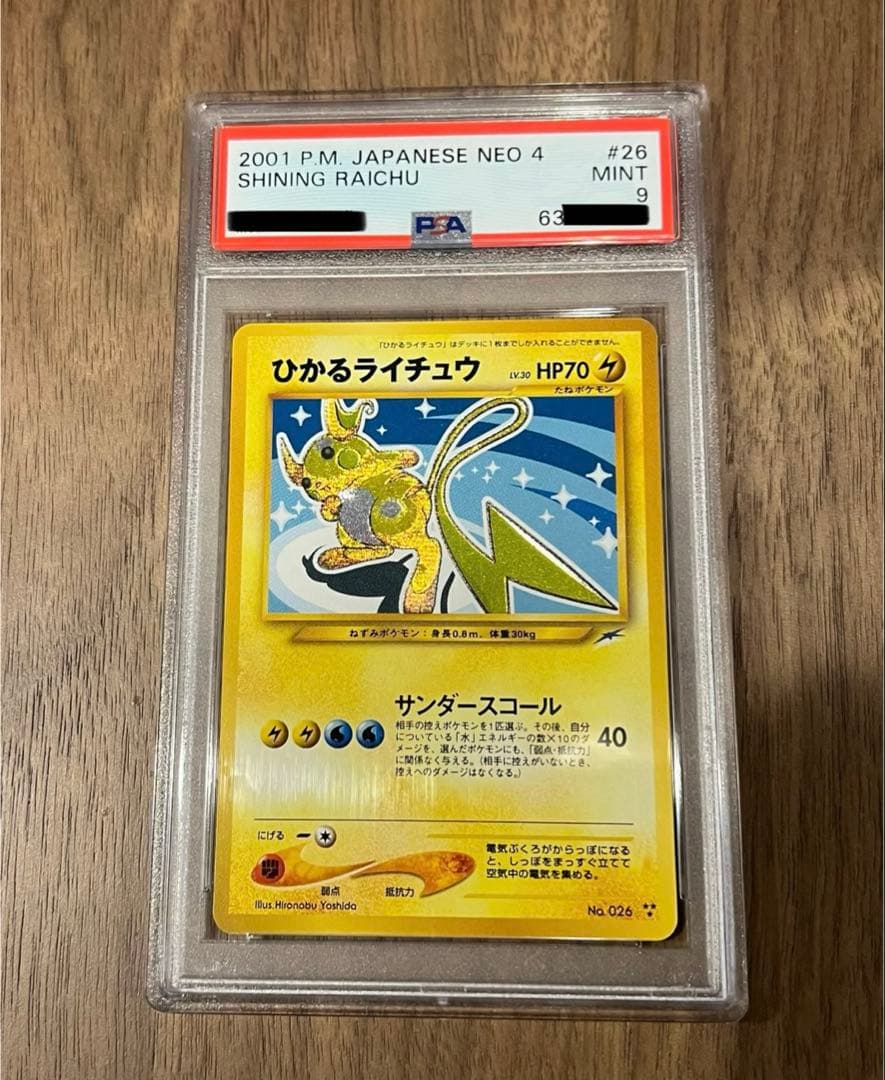 2001 P.M. JAPANESE NEO 4 #26
SHINING RAICHU MINT
9
PSA 63
「ひかるライチュウ」はデッキに1枚までしか入れることができません。
ひかるライチュウ LV.30 HP70
たねポケモン
ねずみポケモン：身長0.8m、体重30kg
サンダースコール
相手の控えポケモンを1匹選ぶ。その後、自分
についている「水」エネルギーの数×10のダ
メージを、選んだポケモンにも、「弱点・抵抗力」
に関係なく与える。(相手に控えがいないとき、
控えへのダメージはなくなる。)
40
にげる
弱点 抵抗力
電気ぶくろがからっぽになる
と、しっぽをまっすぐ立てて
空気中の電気を集める。
Illus.Hironobu Yoshida
No. 026